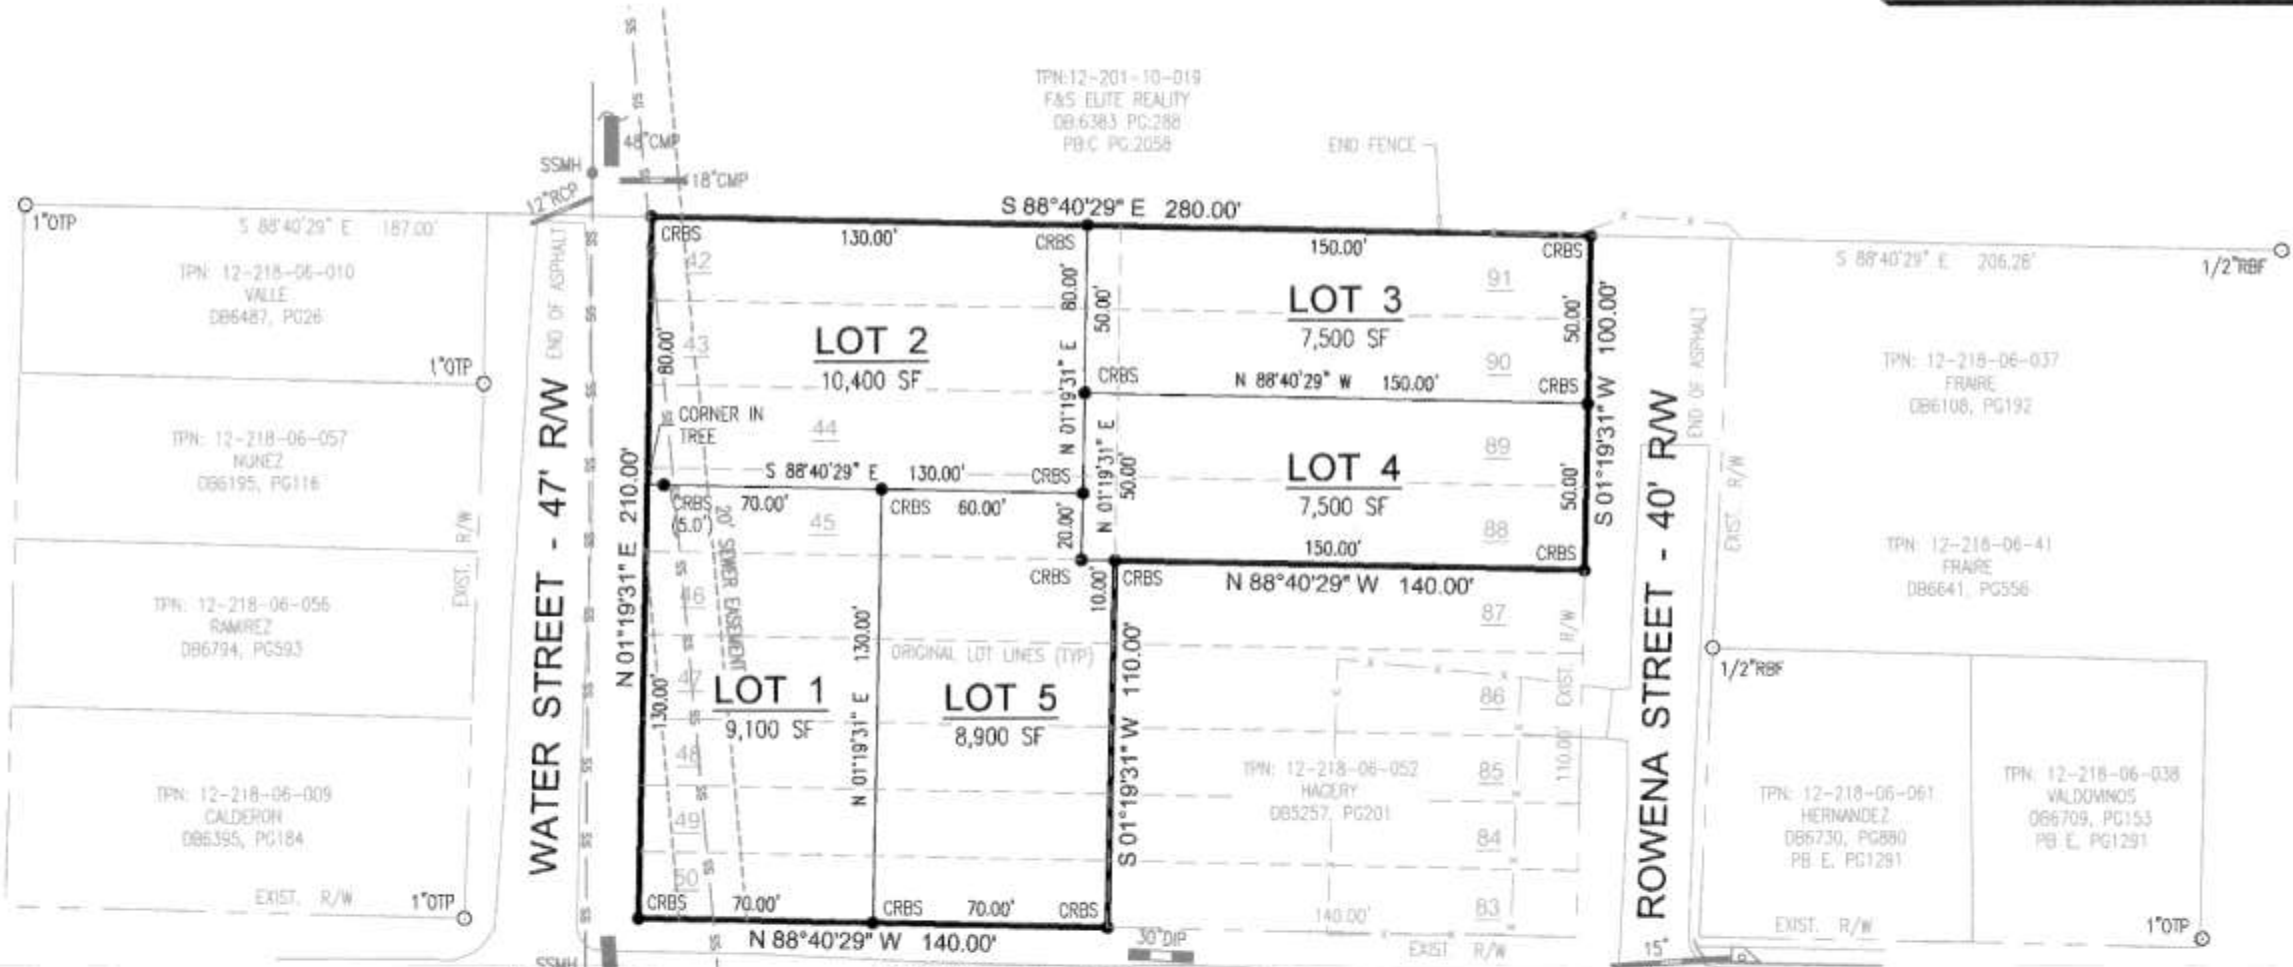 TPN:12-201-10-019
F&S ELITE REALITY
DB:6383 PG:288
PB:C PG:2058
END FENCE
48"CMP
SSMH
18"CMP
12"RCP
1"OTP
S 88°40'29" E 187.00'
TPN: 12-218-06-010
VALLE
DB6487, PG26
1"OTP
TPN: 12-218-06-057
NUNEZ
DB6195, PG116
EXIST. R/W
TPN: 12-218-06-056
RAMIREZ
DB6794, PG593
TPN: 12-218-06-009
CALDERON
DB6395, PG184
EXIST. R/W
1"OTP
WATER STREET - 47' R/W
END OF ASPHALT
SS
SSMH
S 88°40'29" E 280.00'
CRBS
130.00'
CRBS
150.00'
CRBS
42
43
44
LOT 2
10,400 SF
80.00'
80.00'
N 01°19'31" E
CORNER IN
TREE
S 88°40'29" E 130.00'
CRBS
50.00'
LOT 3
7,500 SF
91
90
50.00'
S 01°19'31" W 100.00'
CRBS
N 88°40'29" W 150.00'
CRBS
N 01°19'31" E
50.00'
LOT 4
7,500 SF
89
88
50.00'
150.00'
CRBS
N 88°40'29" W 140.00'
N 01°19'31" E 210.00'
CRBS
(5.0')
70.00'
CRBS
60.00'
20.00'
CRBS
10.00'
CRBS
45
46
47
48
49
50
20' SEWER EASEMENT
130.00'
LOT 1
9,100 SF
N 01°19'31" E 130.00'
ORIGINAL LOT LINES (TYP)
LOT 5
8,900 SF
S 01°19'31" W 110.00'
CRBS
70.00'
CRBS
70.00'
CRBS
N 88°40'29" W 140.00'
30"DIP
87
86
85
84
83
TPN: 12-218-06-052
HAGERY
DB5257, PG201
140.00'
EXIST R/W
110.00' EXIST. R/W
ROWENA STREET - 40' R/W
END OF ASPHALT
EXIST. R/W
15"
S 88°40'29" E 206.28'
1/2"RBF
TPN: 12-218-06-037
FRAIRE
DB6108, PG192
TPN: 12-218-06-41
FRAIRE
DB6641, PG556
1/2"RBF
TPN: 12-218-06-061
HERNANDEZ
DB6730, PG880
PB E, PG1291
TPN: 12-218-06-038
VALDOVINOS
DB6709, PG153
PB E, PG1291
EXIST. R/W
1"OTP